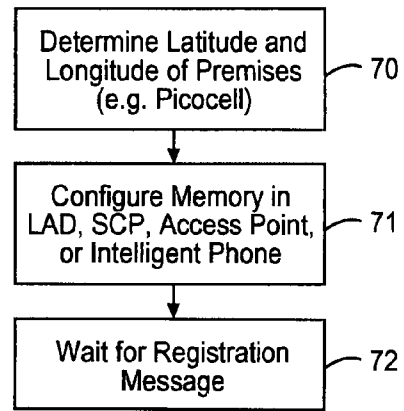 Determine Latitude and
Longitude of Premises
(e.g. Picocell)
70
Configure Memory in
LAD, SCP, Access Point,
or Intelligent Phone
71
Wait for Registration
Message
72